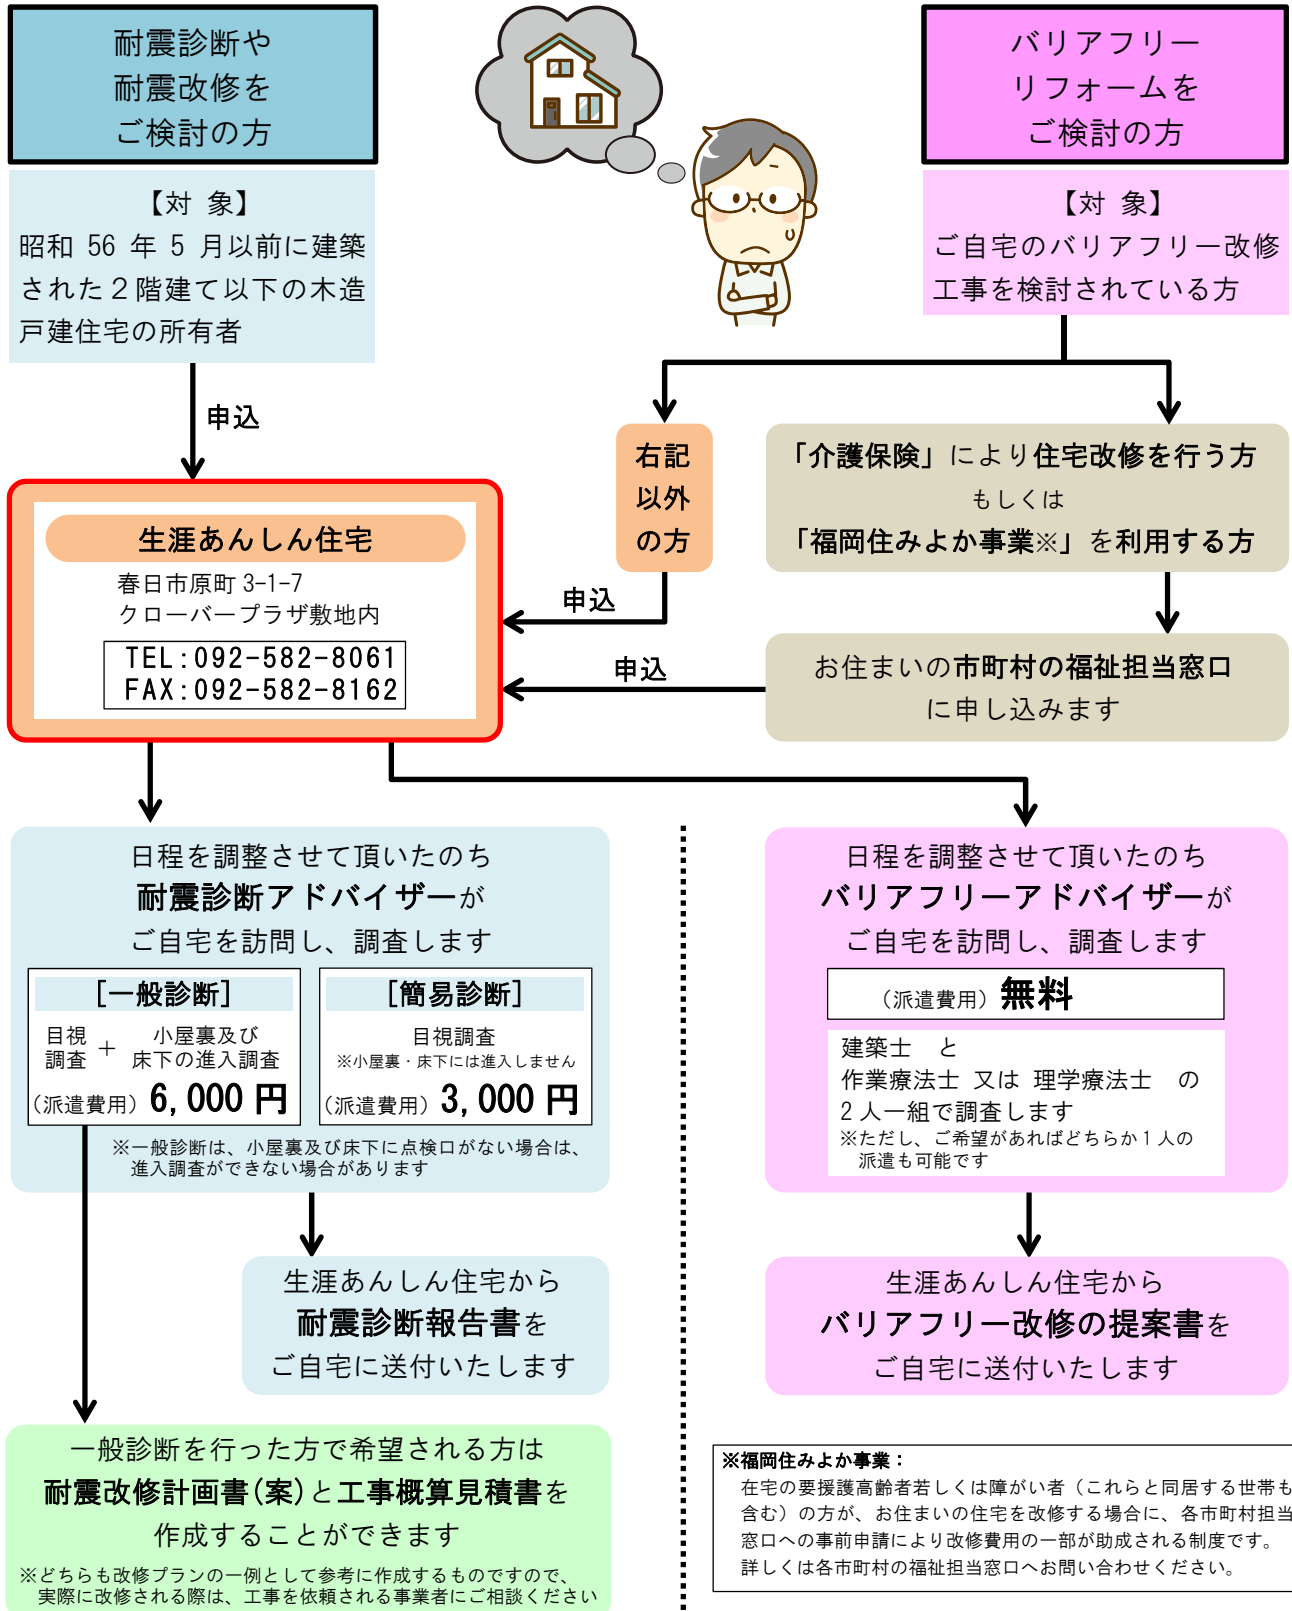 耐震診断や
耐震改修を
ご検討の方
【対 象】
昭和 56 年 5 月以前に建築
された２階建て以下の木造
戸建住宅の所有者
バリアフリー
リフォームを
ご検討の方
【対 象】
ご自宅のバリアフリー改修
工事を検討されている方
申込
右記
以外
の方
「介護保険」により住宅改修を行う方
もしくは
「福岡住みよか事業※」を利用する方
生涯あんしん住宅
春日市原町 3-1-7
クローバープラザ敷地内
TEL:092-582-8061
FAX:092-582-8162
申込
申込
お住まいの市町村の福祉担当窓口
に申し込みます
日程を調整させて頂いたのち
耐震診断アドバイザーが
ご自宅を訪問し、調査します
[一般診断]
目視
調査
＋
小屋裏及び
床下の進入調査
(派遣費用) 6,000 円
[簡易診断]
目視調査
※小屋裏・床下には進入しません
(派遣費用) 3,000 円
※一般診断は、小屋裏及び床下に点検口がない場合は、
進入調査ができない場合があります
日程を調整させて頂いたのち
バリアフリーアドバイザーが
ご自宅を訪問し、調査します
(派遣費用) 無料
建築士　と
作業療法士 又は 理学療法士　の
２人一組で調査します
※ただし、ご希望があればどちらか１人の
派遣も可能です
生涯あんしん住宅から
耐震診断報告書を
ご自宅に送付いたします
生涯あんしん住宅から
バリアフリー改修の提案書を
ご自宅に送付いたします
一般診断を行った方で希望される方は
耐震改修計画書(案)と工事概算見積書を
作成することができます
※どちらも改修プランの一例として参考に作成するものですので、
実際に改修される際は、工事を依頼される事業者にご相談ください
※福岡住みよか事業：
在宅の要援護高齢者若しくは障がい者（これらと同居する世帯も
含む）の方が、お住まいの住宅を改修する場合に、各市町村担当
窓口への事前申請により改修費用の一部が助成される制度です。
詳しくは各市町村の福祉担当窓口へお問い合わせください。